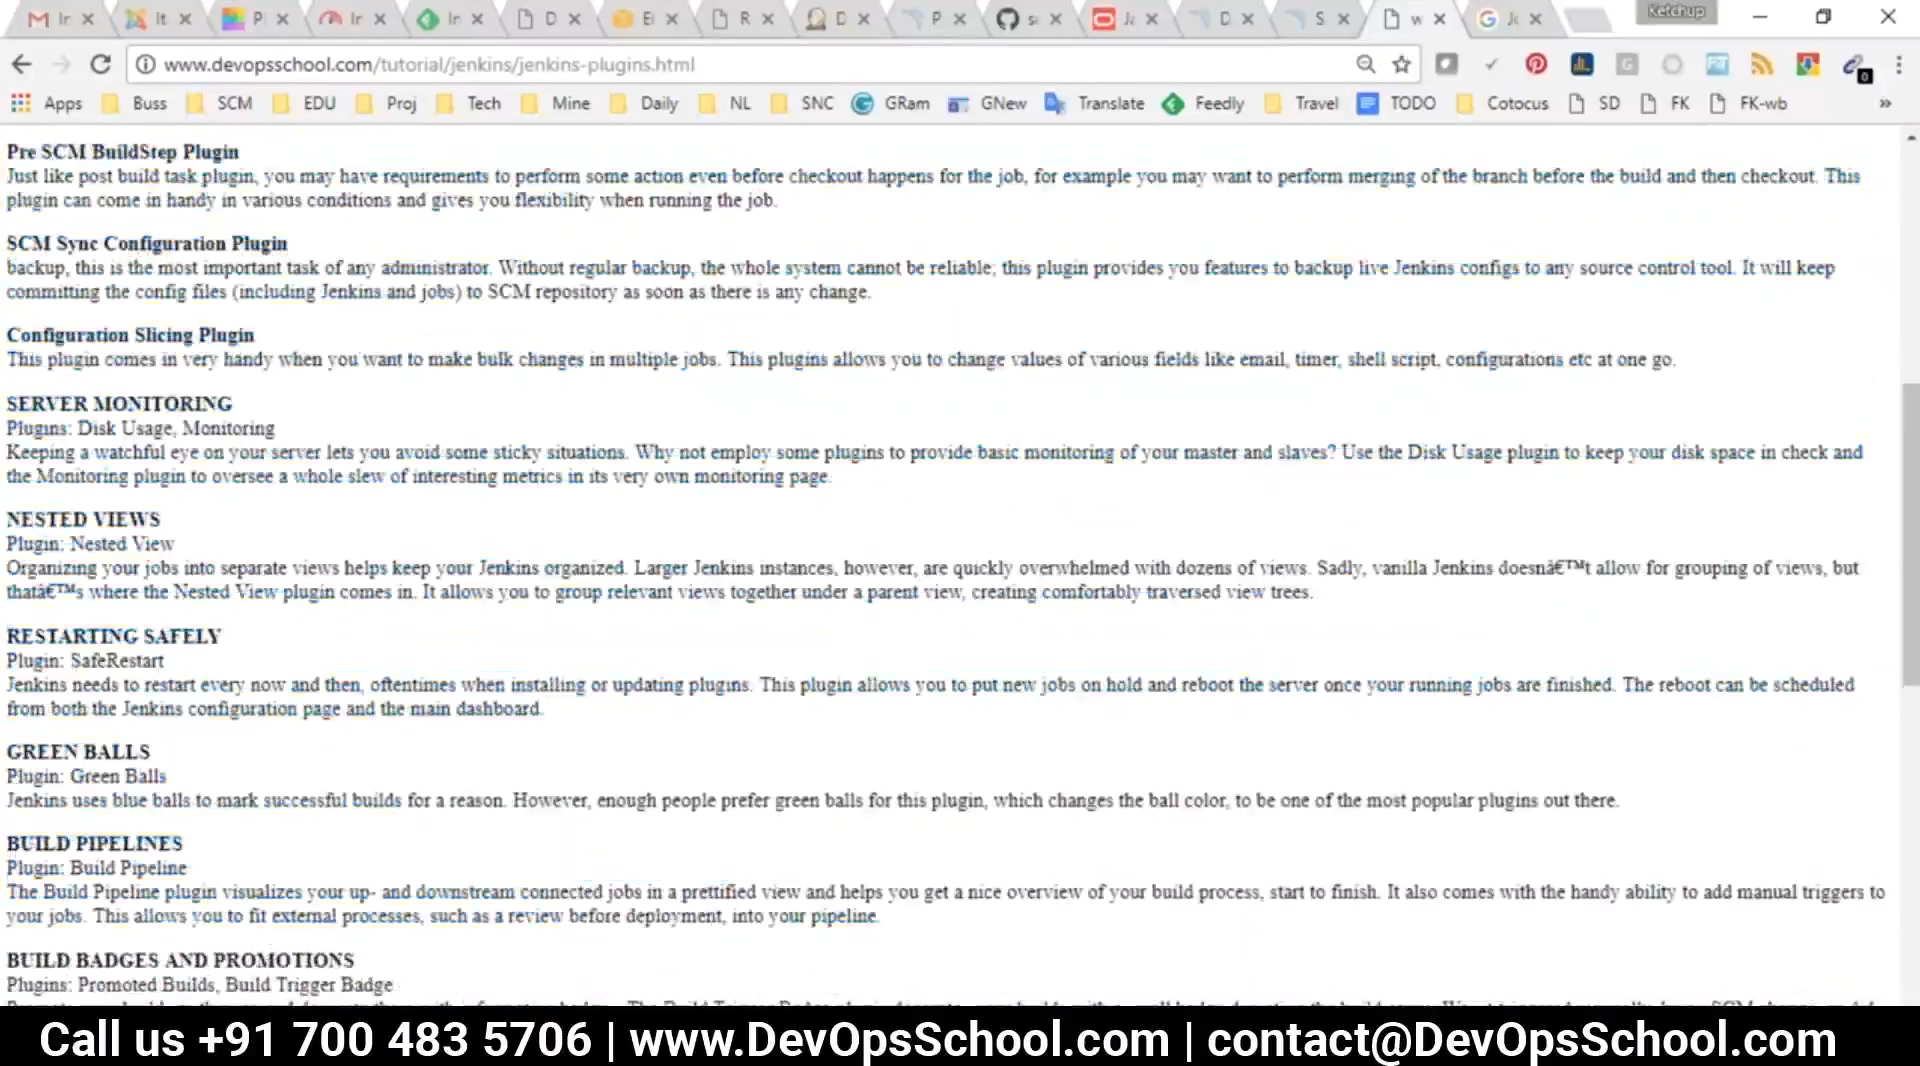 Ketchup
www.devopsschool.com/tutorial/jenkins/jenkins-plugins.html
Apps Buss SCM EDU Proj Tech Mine Daily NL SNC GRam GNew Translate Feedly Travel TODO Cotocus SD FK FK-wb »
Pre SCM BuildStep Plugin
Just like post build task plugin, you may have requirements to perform some action even before checkout happens for the job, for example you may want to perform merging of the branch before the build and then checkout. This
plugin can come in handy in various conditions and gives you flexibility when running the job.
SCM Sync Configuration Plugin
backup, this is the most important task of any administrator. Without regular backup, the whole system cannot be reliable; this plugin provides you features to backup live Jenkins configs to any source control tool. It will keep
committing the config files (including Jenkins and jobs) to SCM repository as soon as there is any change.
Configuration Slicing Plugin
This plugin comes in very handy when you want to make bulk changes in multiple jobs. This plugins allows you to change values of various fields like email, timer, shell script, configurations etc at one go.
SERVER MONITORING
Plugins: Disk Usage, Monitoring
Keeping a watchful eye on your server lets you avoid some sticky situations. Why not employ some plugins to provide basic monitoring of your master and slaves? Use the Disk Usage plugin to keep your disk space in check and
the Monitoring plugin to oversee a whole slew of interesting metrics in its very own monitoring page.
NESTED VIEWS
Plugin: Nested View
Organizing your jobs into separate views helps keep your Jenkins organized. Larger Jenkins instances, however, are quickly overwhelmed with dozens of views. Sadly, vanilla Jenkins doesnâ€™t allow for grouping of views, but
thatâ€™s where the Nested View plugin comes in. It allows you to group relevant views together under a parent view, creating comfortably traversed view trees.
RESTARTING SAFELY
Plugin: SafeRestart
Jenkins needs to restart every now and then, oftentimes when installing or updating plugins. This plugin allows you to put new jobs on hold and reboot the server once your running jobs are finished. The reboot can be scheduled
from both the Jenkins configuration page and the main dashboard.
GREEN BALLS
Plugin: Green Balls
Jenkins uses blue balls to mark successful builds for a reason. However, enough people prefer green balls for this plugin, which changes the ball color, to be one of the most popular plugins out there.
BUILD PIPELINES
Plugin: Build Pipeline
The Build Pipeline plugin visualizes your up- and downstream connected jobs in a prettified view and helps you get a nice overview of your build process, start to finish. It also comes with the handy ability to add manual triggers to
your jobs. This allows you to fit external processes, such as a review before deployment, into your pipeline.
BUILD BADGES AND PROMOTIONS
Plugins: Promoted Builds, Build Trigger Badge
Call us +91 700 483 5706 | www.DevOpsSchool.com | contact@DevOpsSchool.com